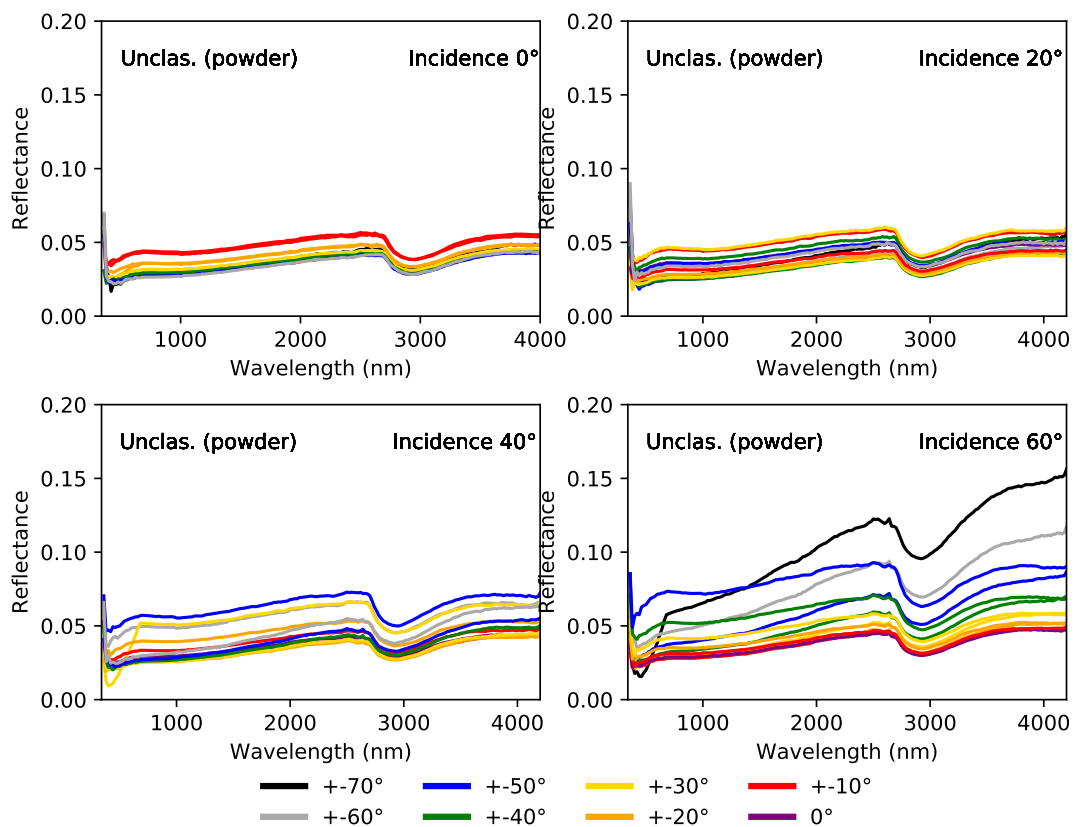 0.20
0.15
0.10
0.05
0.00
Reflectance
Unclas. (powder) Incidence 0°
1000 2000 3000 4000
Wavelength (nm)
0.20
0.15
0.10
0.05
0.00
Reflectance
Unclas. (powder) Incidence 20°
1000 2000 3000 4000
Wavelength (nm)
0.20
0.15
0.10
0.05
0.00
Reflectance
Unclas. (powder) Incidence 40°
1000 2000 3000 4000
Wavelength (nm)
0.20
0.15
0.10
0.05
0.00
Reflectance
Unclas. (powder) Incidence 60°
1000 2000 3000 4000
Wavelength (nm)
+-70° +-50° +-30° +-10°
+-60° +-40° +-20° 0°